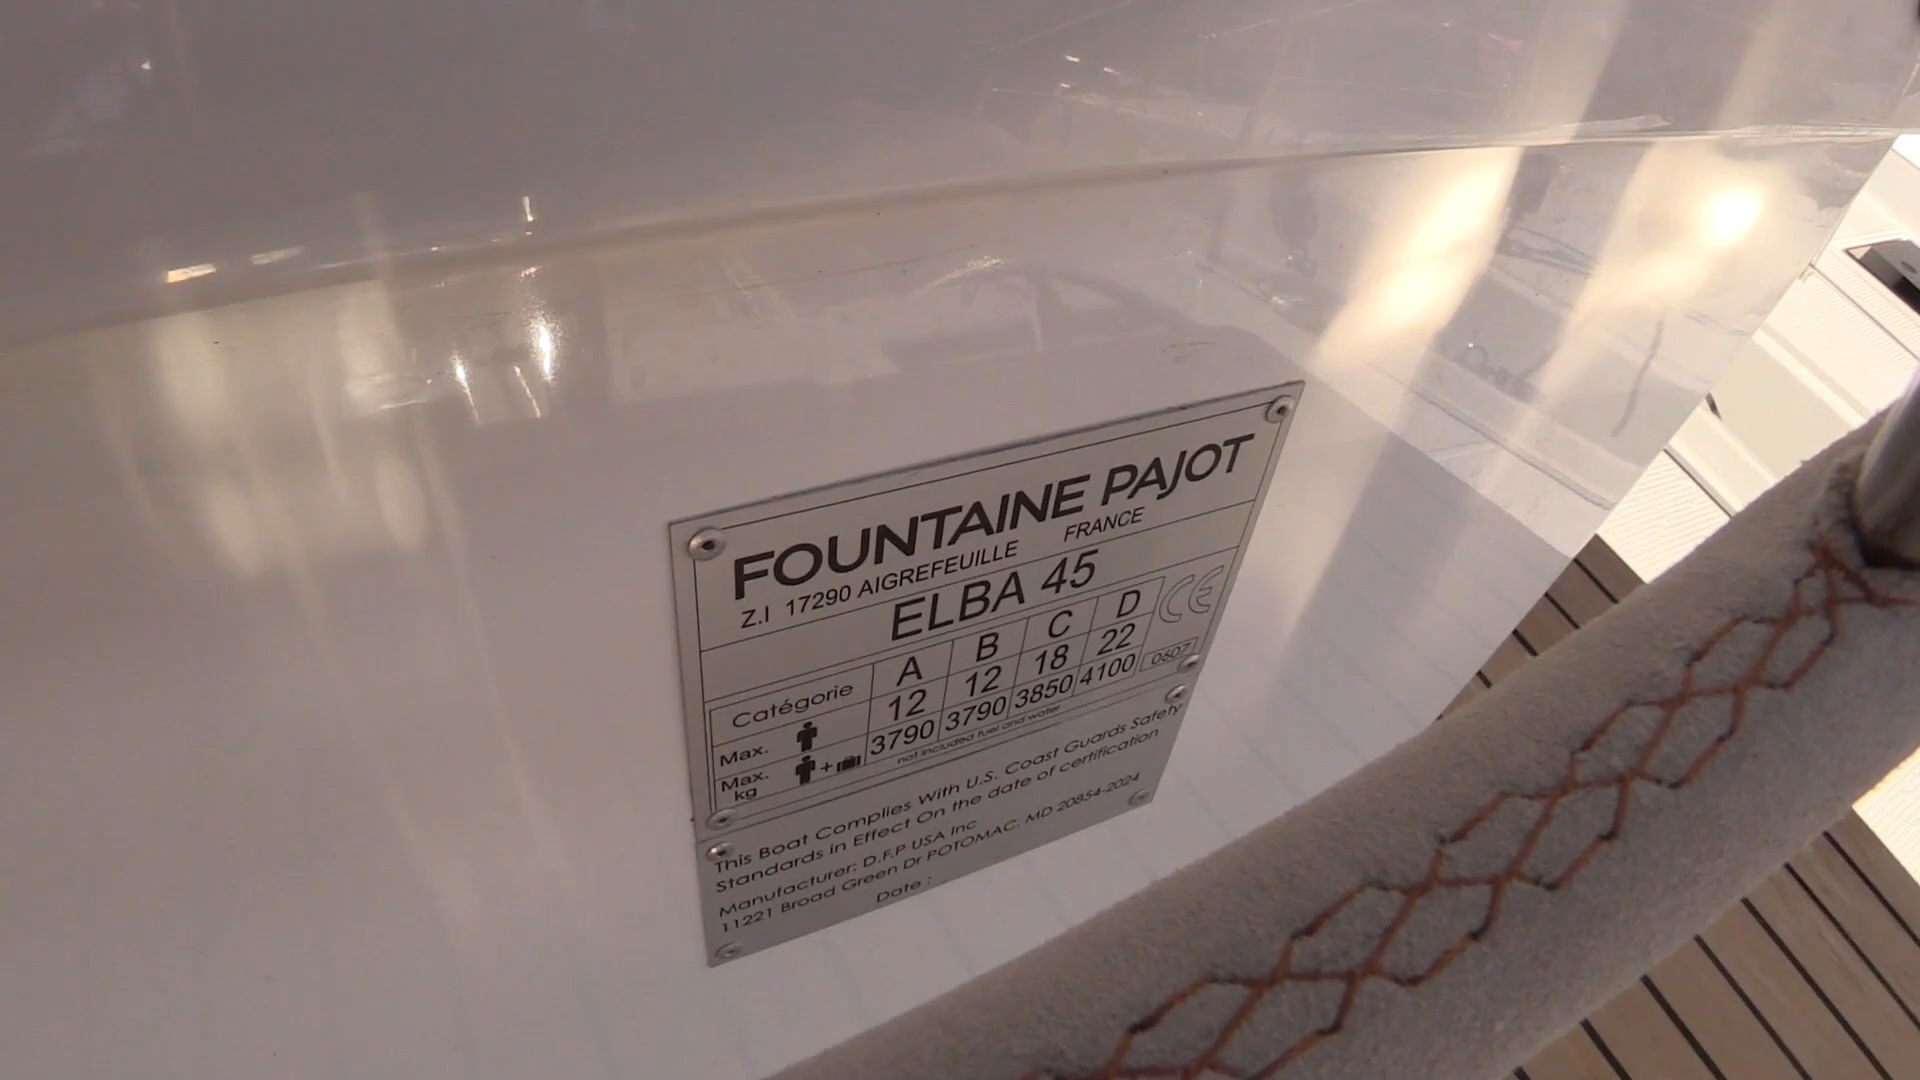 FOUNTAINE PAJOT
Z.I 17290 AIGREFEUILLE FRANCE
ELBA 45
Catégorie A B C D CE
Max. 12 12 18 22
Max. kg + 3790 3790 3850 4100 0607
not included fuel and water
This Boat Complies With U.S. Coast Guards Safety
Standards in Effect On the date of certification
Manufacturer: D.F.P USA Inc
11221 Broad Green Dr POTOMAC, MD 20854-2024
Date :